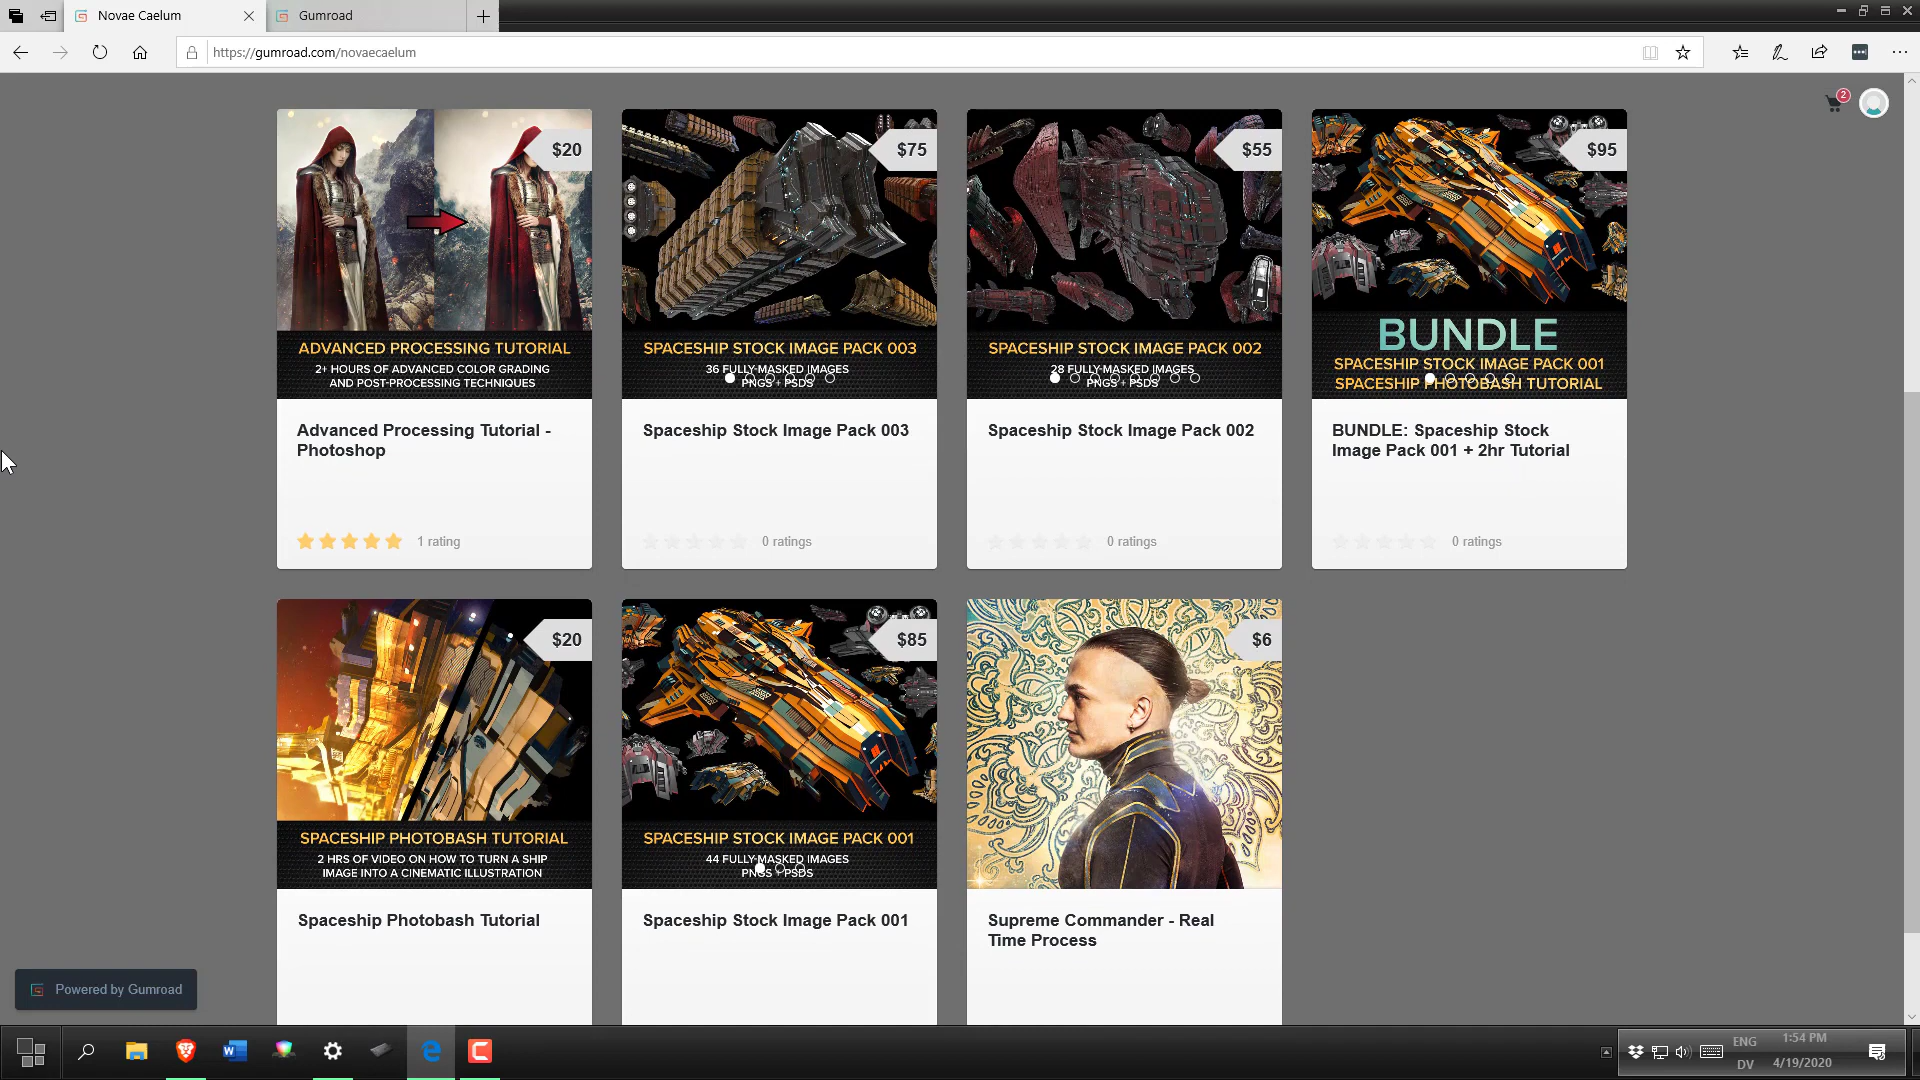 Novae Caelum
Gumroad
https://gumroad.com/novaecaelum
2
$20
ADVANCED PROCESSING TUTORIAL
2+ HOURS OF ADVANCED COLOR GRADING
AND POST-PROCESSING TECHNIQUES
Advanced Processing Tutorial -
Photoshop
1 rating
$75
SPACESHIP STOCK IMAGE PACK 003
36 FULLY-MASKED IMAGES
PNGS + PSDS
Spaceship Stock Image Pack 003
0 ratings
$55
SPACESHIP STOCK IMAGE PACK 002
28 FULLY-MASKED IMAGES
PNGS + PSDS
Spaceship Stock Image Pack 002
0 ratings
$95
BUNDLE
SPACESHIP STOCK IMAGE PACK 001
SPACESHIP PHOTOBASH TUTORIAL
BUNDLE: Spaceship Stock
Image Pack 001 + 2hr Tutorial
0 ratings
$20
SPACESHIP PHOTOBASH TUTORIAL
2 HRS OF VIDEO ON HOW TO TURN A SHIP
IMAGE INTO A CINEMATIC ILLUSTRATION
Spaceship Photobash Tutorial
$85
SPACESHIP STOCK IMAGE PACK 001
44 FULLY-MASKED IMAGES
PNGS + PSDS
Spaceship Stock Image Pack 001
$6
Supreme Commander - Real
Time Process
Powered by Gumroad
ENG
DV
1:54 PM
4/19/2020